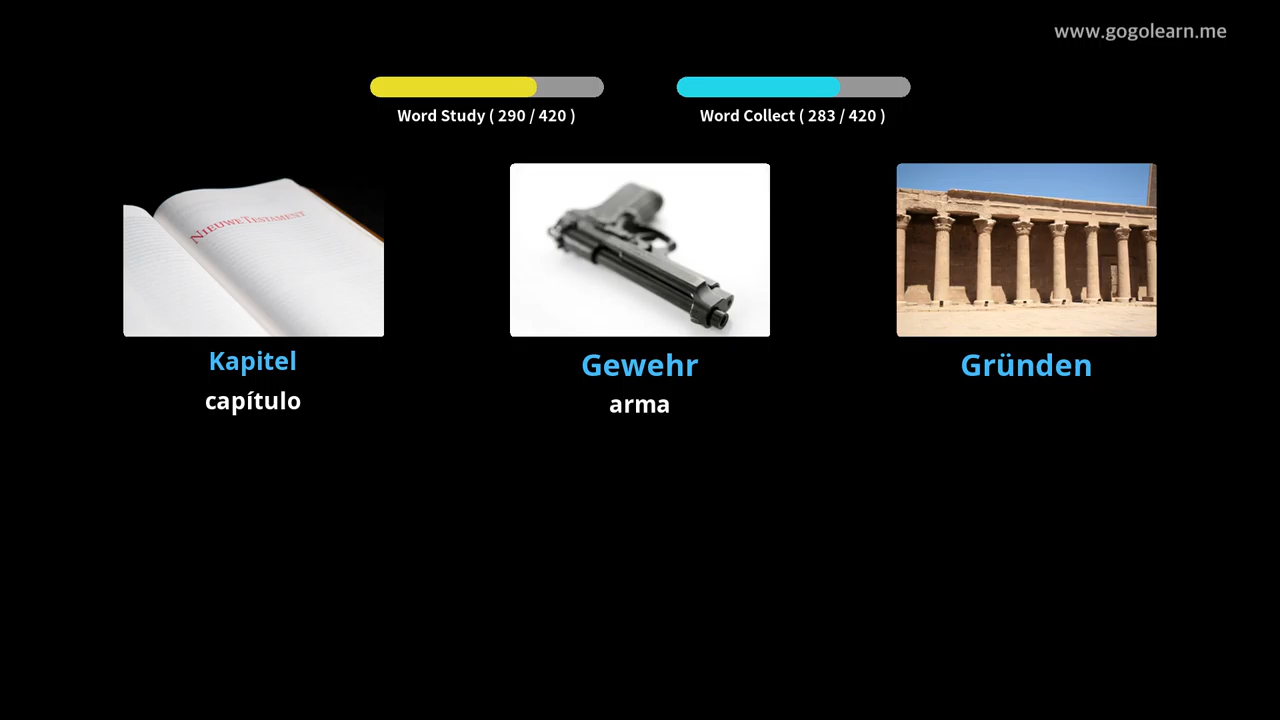 www.gogolearn.me
Word Study ( 290 / 420 )
Word Collect ( 283 / 420 )
NIEUWE TESTAMENT
Kapitel
capítulo
Gewehr
arma
Gründen